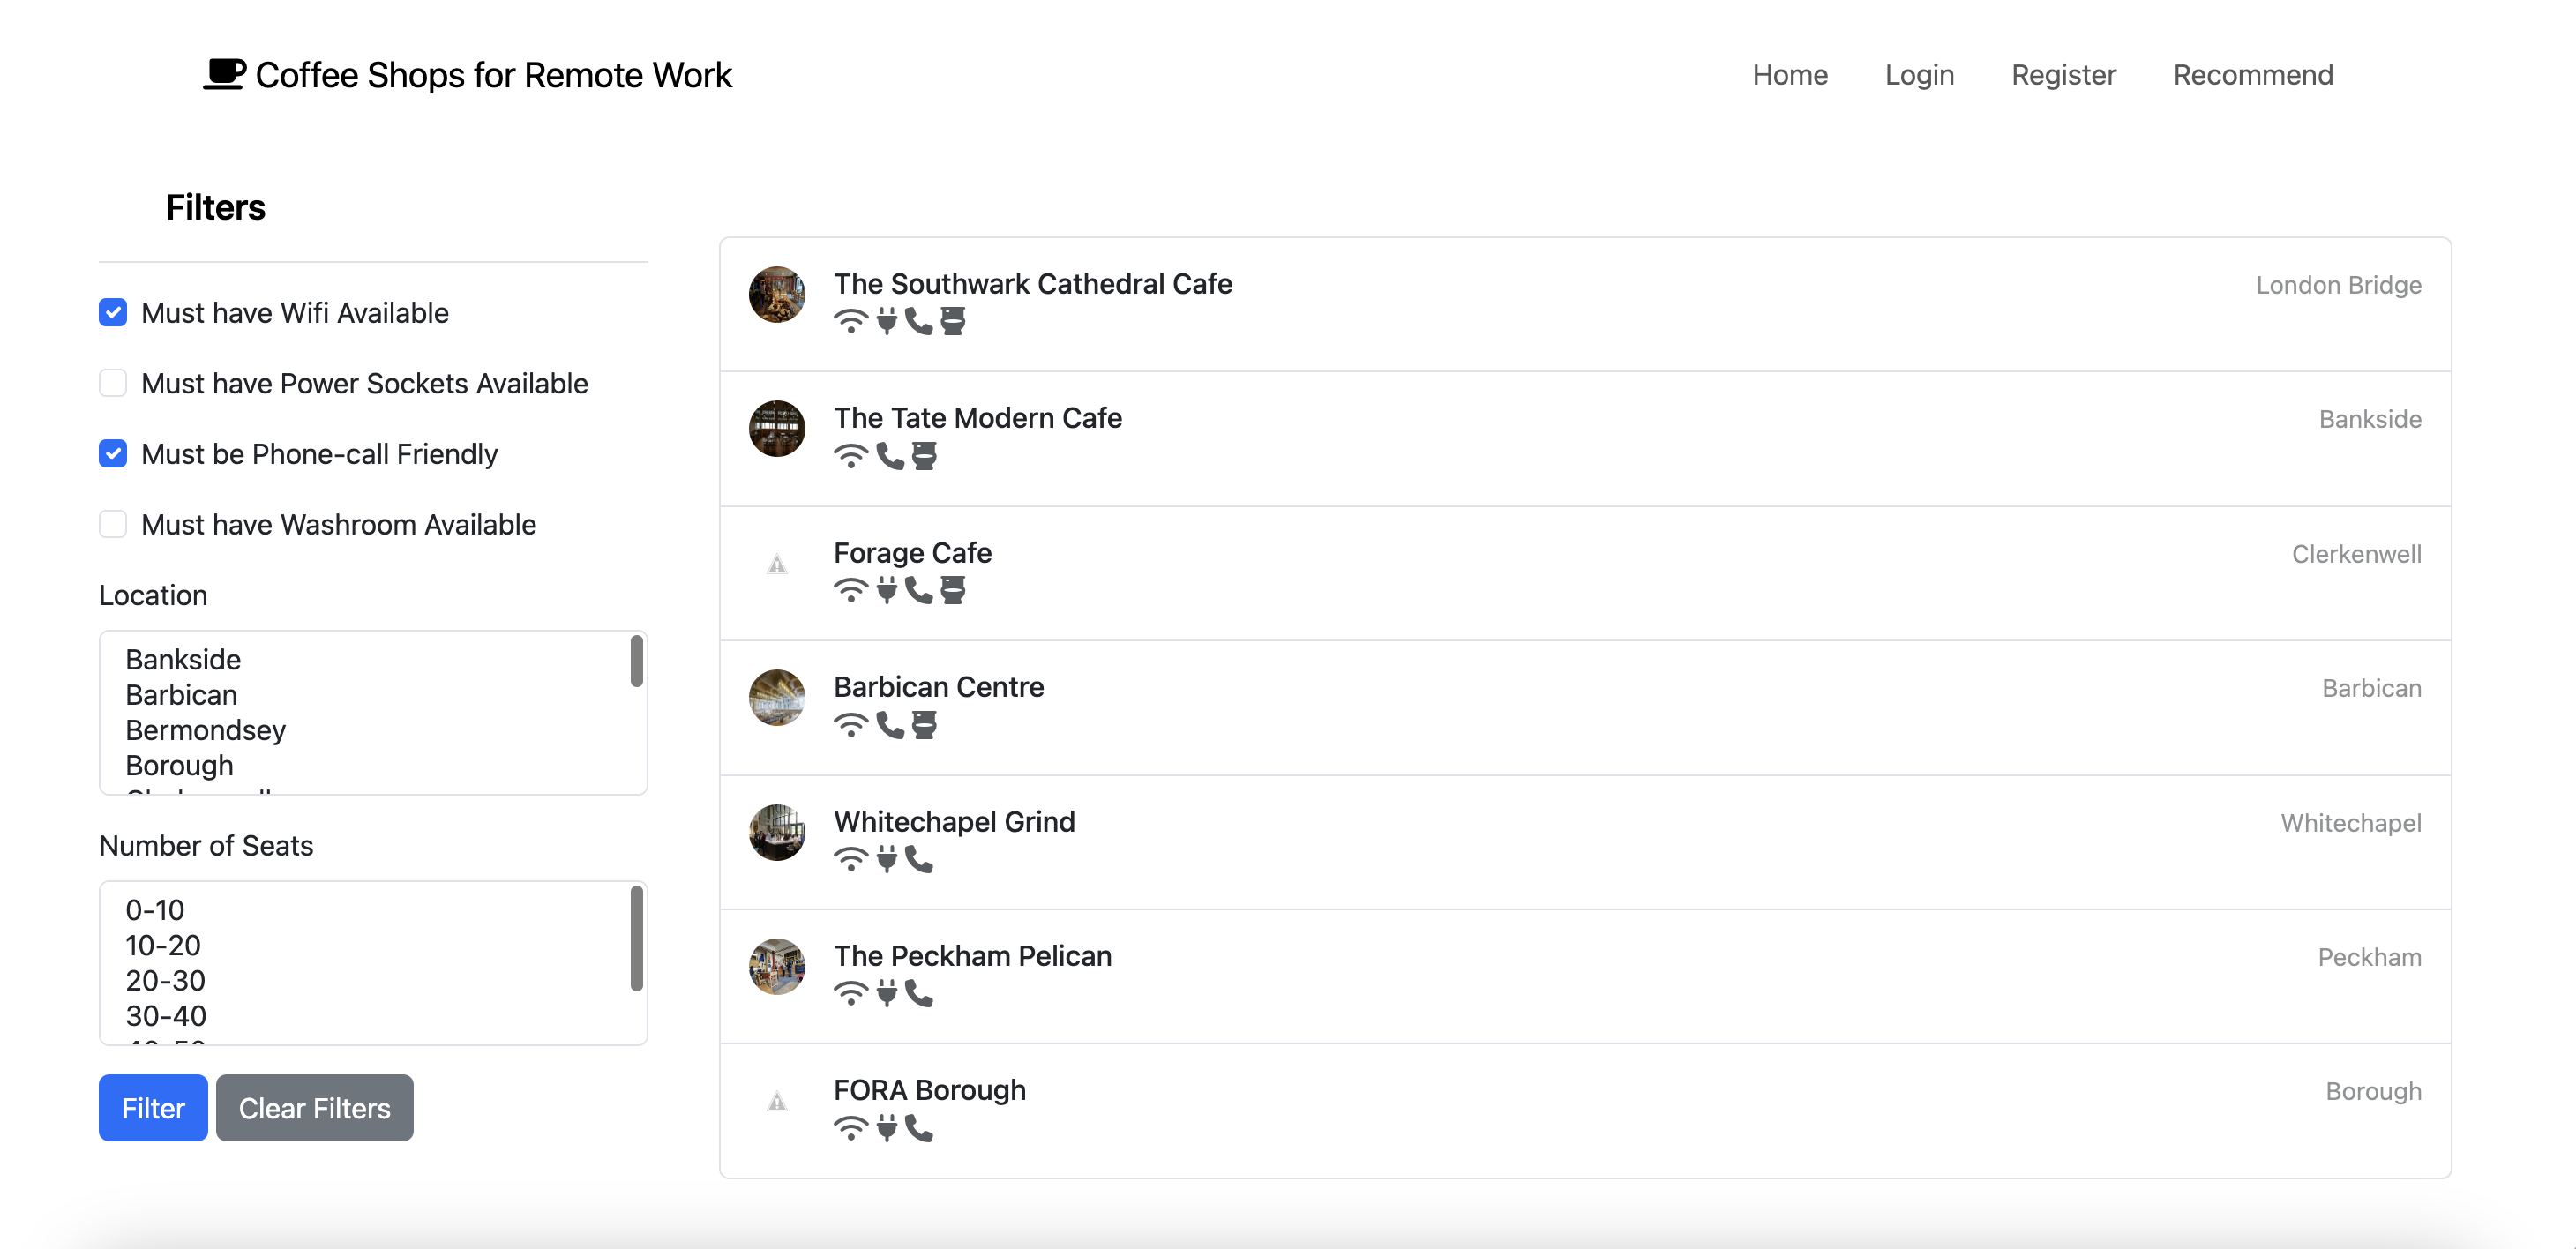 Coffee Shops for Remote Work
Home Login Register Recommend
Filters
Must have Wifi Available
Must have Power Sockets Available
Must be Phone-call Friendly
Must have Washroom Available
Location
Bankside
Barbican
Bermondsey
Borough
Number of Seats
0-10
10-20
20-30
30-40
Filter Clear Filters
The Southwark Cathedral Cafe London Bridge
The Tate Modern Cafe Bankside
Forage Cafe Clerkenwell
Barbican Centre Barbican
Whitechapel Grind Whitechapel
The Peckham Pelican Peckham
FORA Borough Borough